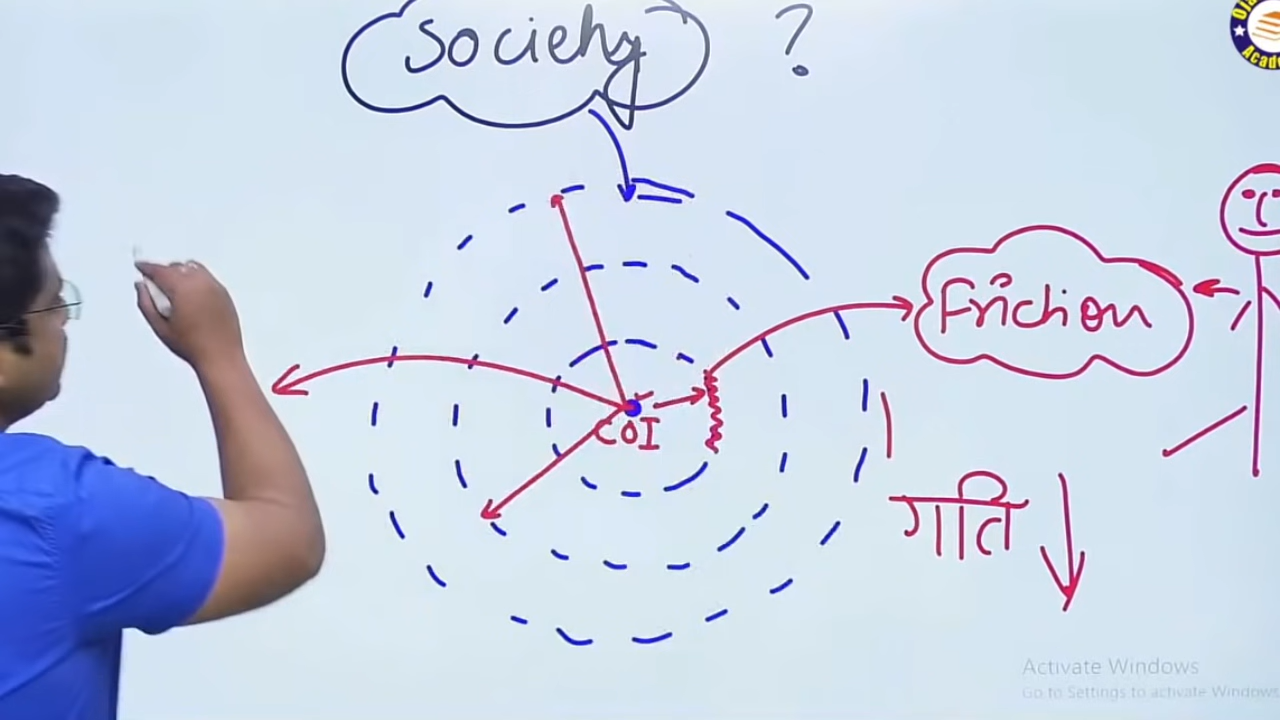 Society ?
Friction
COI
गति
Activate Windows
Go to Settings to activate Windows